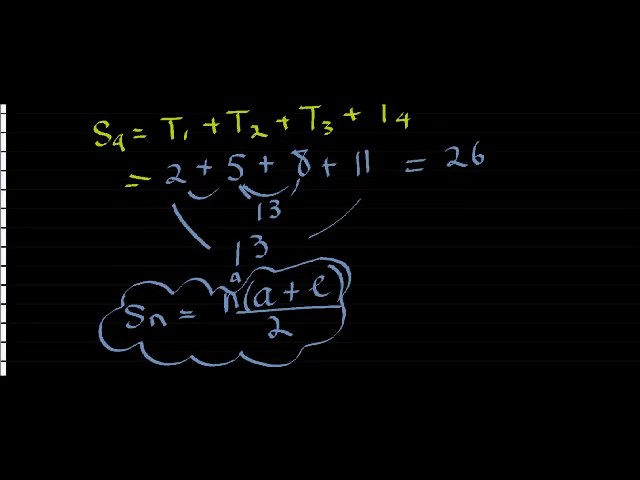 S₄ = T₁ + T₂ + T₃ + T₄
= 2 + 5 + 8 + 11 = 26
13
13
Sn = n(a + l)
2